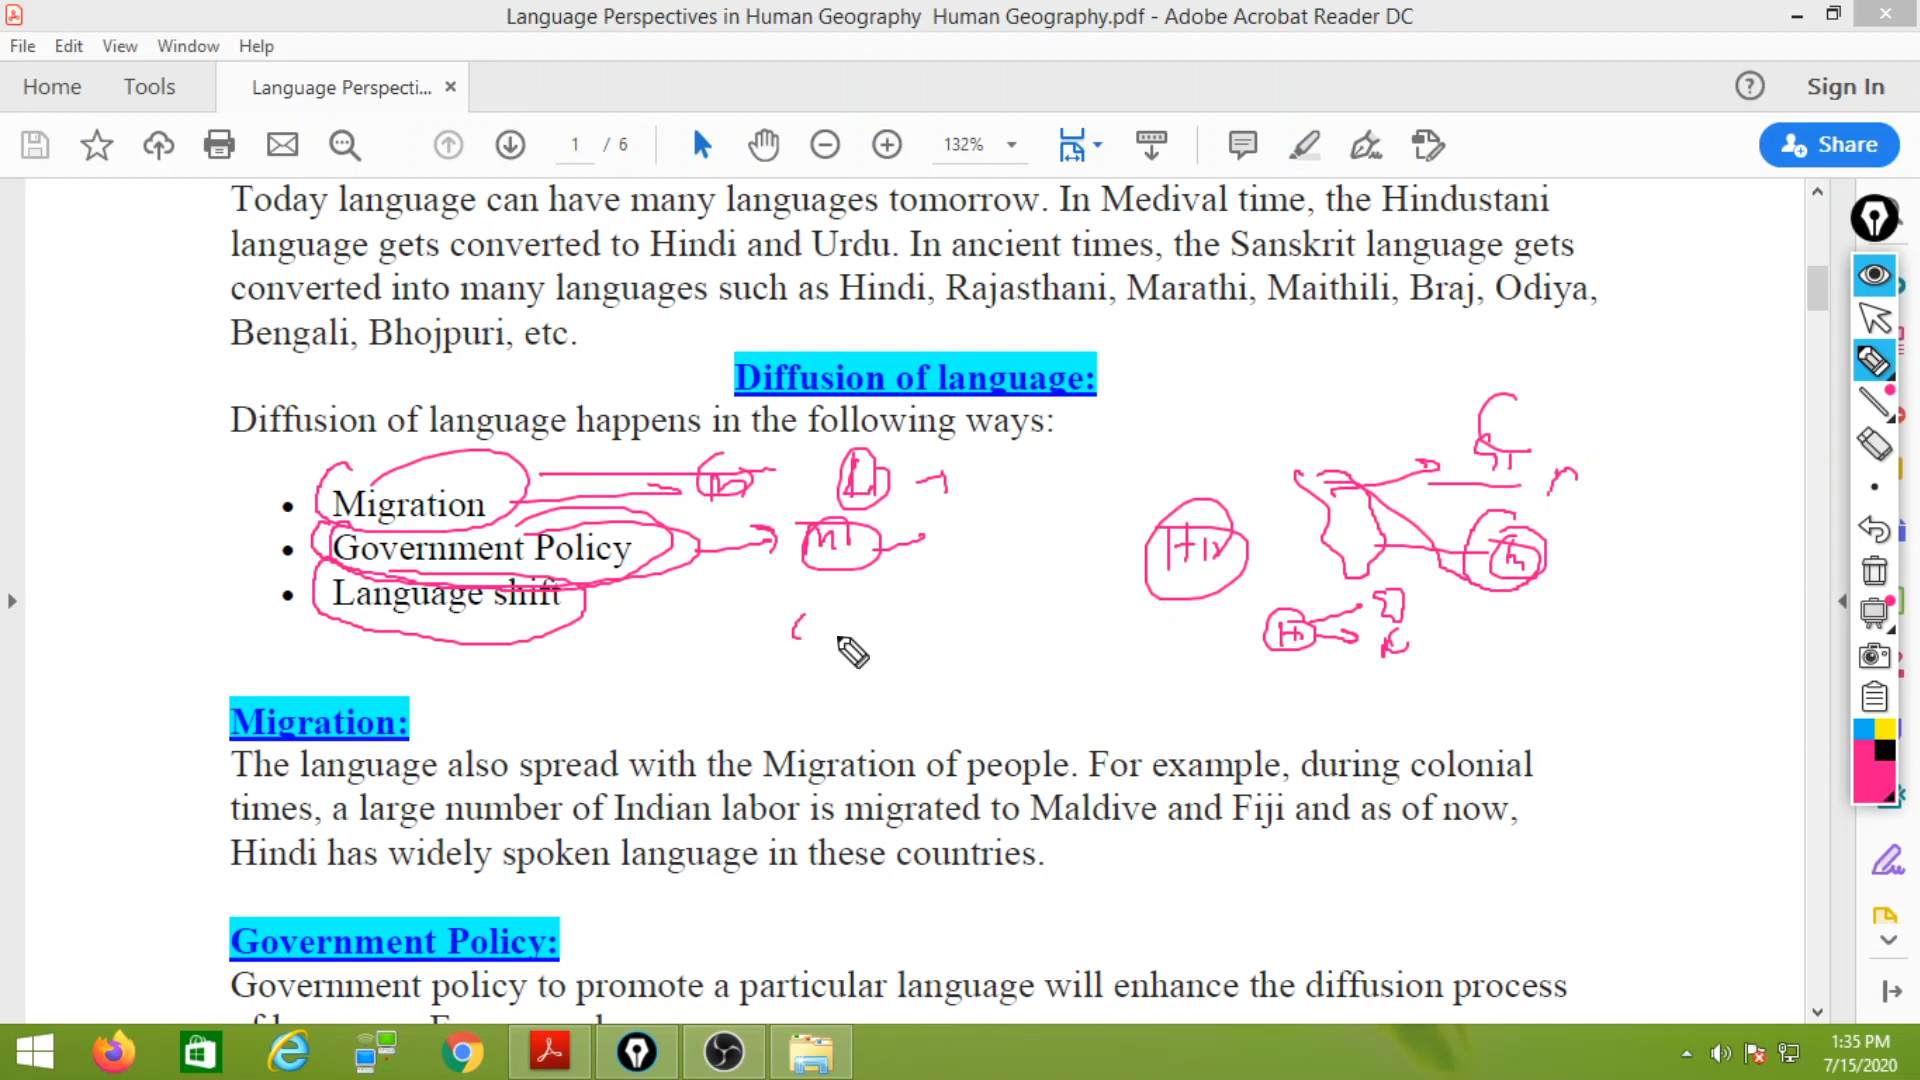 Language Perspectives in Human Geography  Human Geography.pdf - Adobe Acrobat Reader DC
File Edit View Window Help
Home Tools Language Perspecti... × Sign In
1 / 6 132% Share
Today language can have many languages tomorrow. In Medival time, the Hindustani
language gets converted to Hindi and Urdu. In ancient times, the Sanskrit language gets
converted into many languages such as Hindi, Rajasthani, Marathi, Maithili, Braj, Odiya,
Bengali, Bhojpuri, etc.
Diffusion of language:
Diffusion of language happens in the following ways:
• Migration
• Government Policy
• Language shift
Migration:
The language also spread with the Migration of people. For example, during colonial
times, a large number of Indian labor is migrated to Maldive and Fiji and as of now,
Hindi has widely spoken language in these countries.
Government Policy:
Government policy to promote a particular language will enhance the diffusion process
1:35 PM
7/15/2020